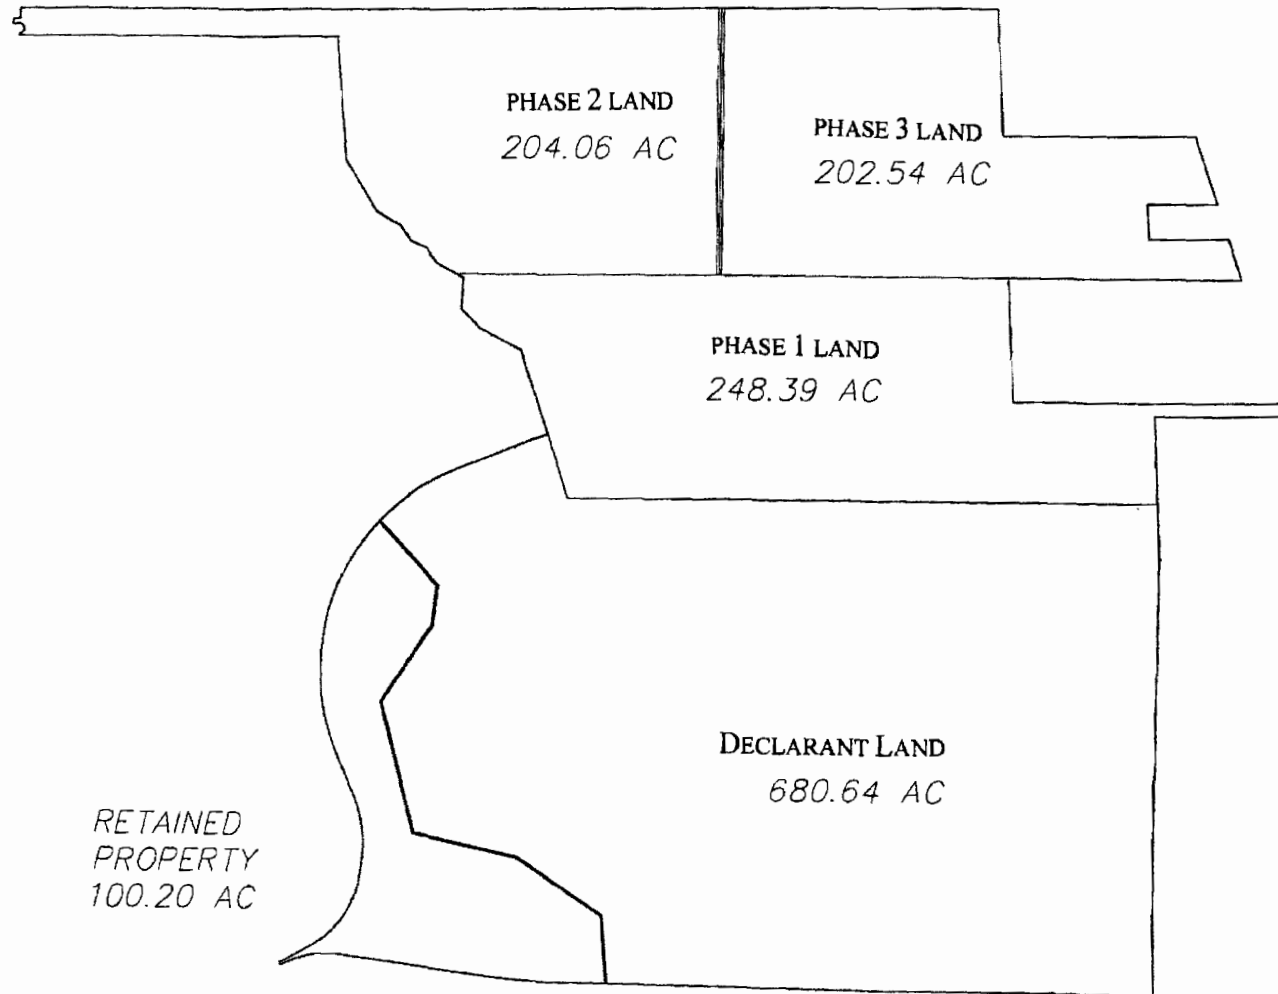 PHASE 2 LAND
204.06 AC
PHASE 3 LAND
202.54 AC
PHASE 1 LAND
248.39 AC
DECLARANT LAND
680.64 AC
RETAINED
PROPERTY
100.20 AC